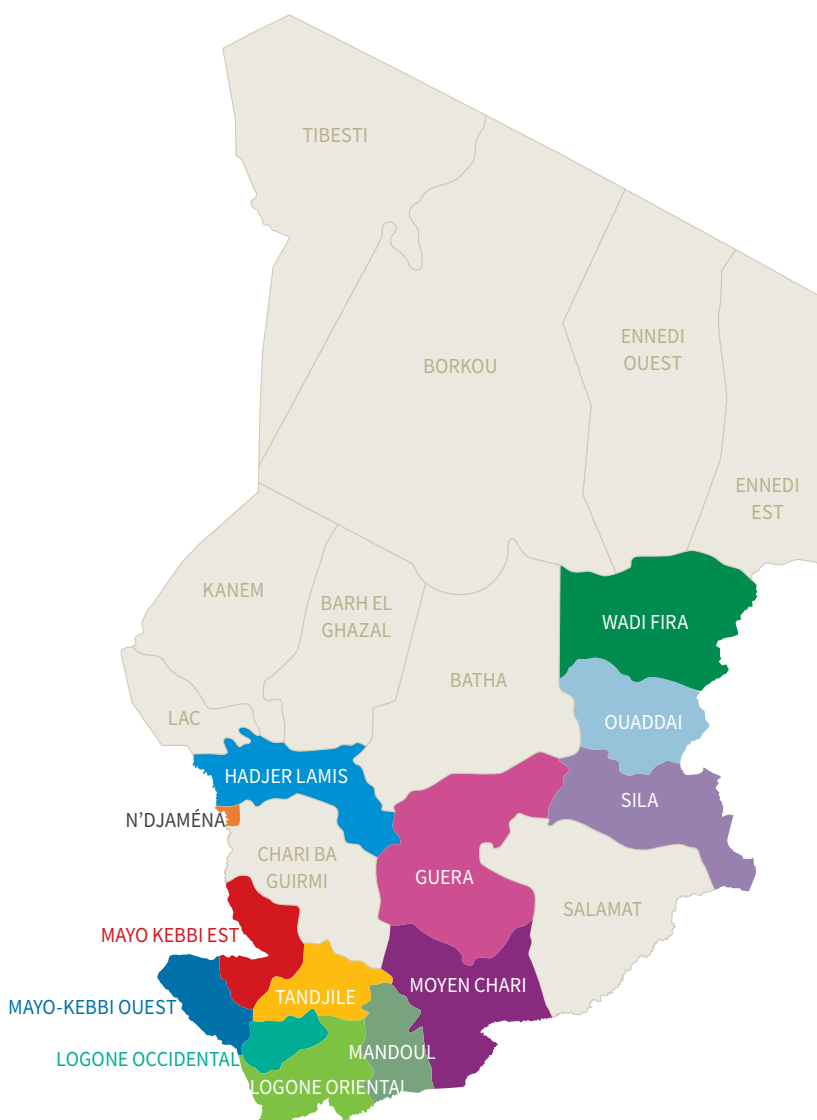 TIBESTI
ENNEDI
OUEST
BORKOU
ENNEDI
EST
KANEM
BARH EL
GHAZAL
WADI FIRA
BATHA
LAC
OUADDAI
HADJER LAMIS
SILA
N'DJAMÉNA
CHARI BA
GUIRMI
GUERA
SALAMAT
MAYO KEBBI EST
MOYEN CHARI
TANDJILE
MAYO-KEBBI OUEST
MANDOUL
LOGONE OCCIDENTAL
LOGONE ORIENTAL